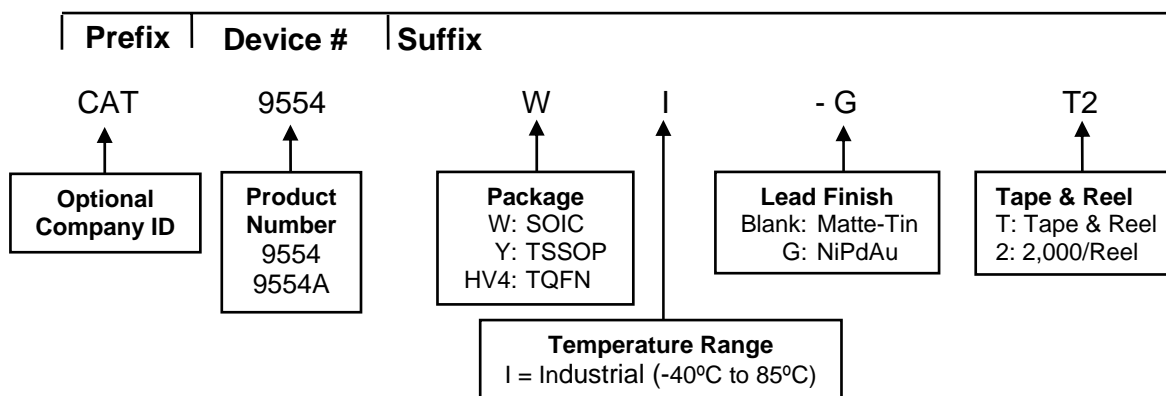 Prefix Device # Suffix
CAT 9554 W I - G T2
Optional
Company ID
Product
Number
9554
9554A
Package
W: SOIC
Y: TSSOP
HV4: TQFN
Lead Finish
Blank: Matte-Tin
G: NiPdAu
Tape & Reel
T: Tape & Reel
2: 2,000/Reel
Temperature Range
I = Industrial (-40ºC to 85ºC)